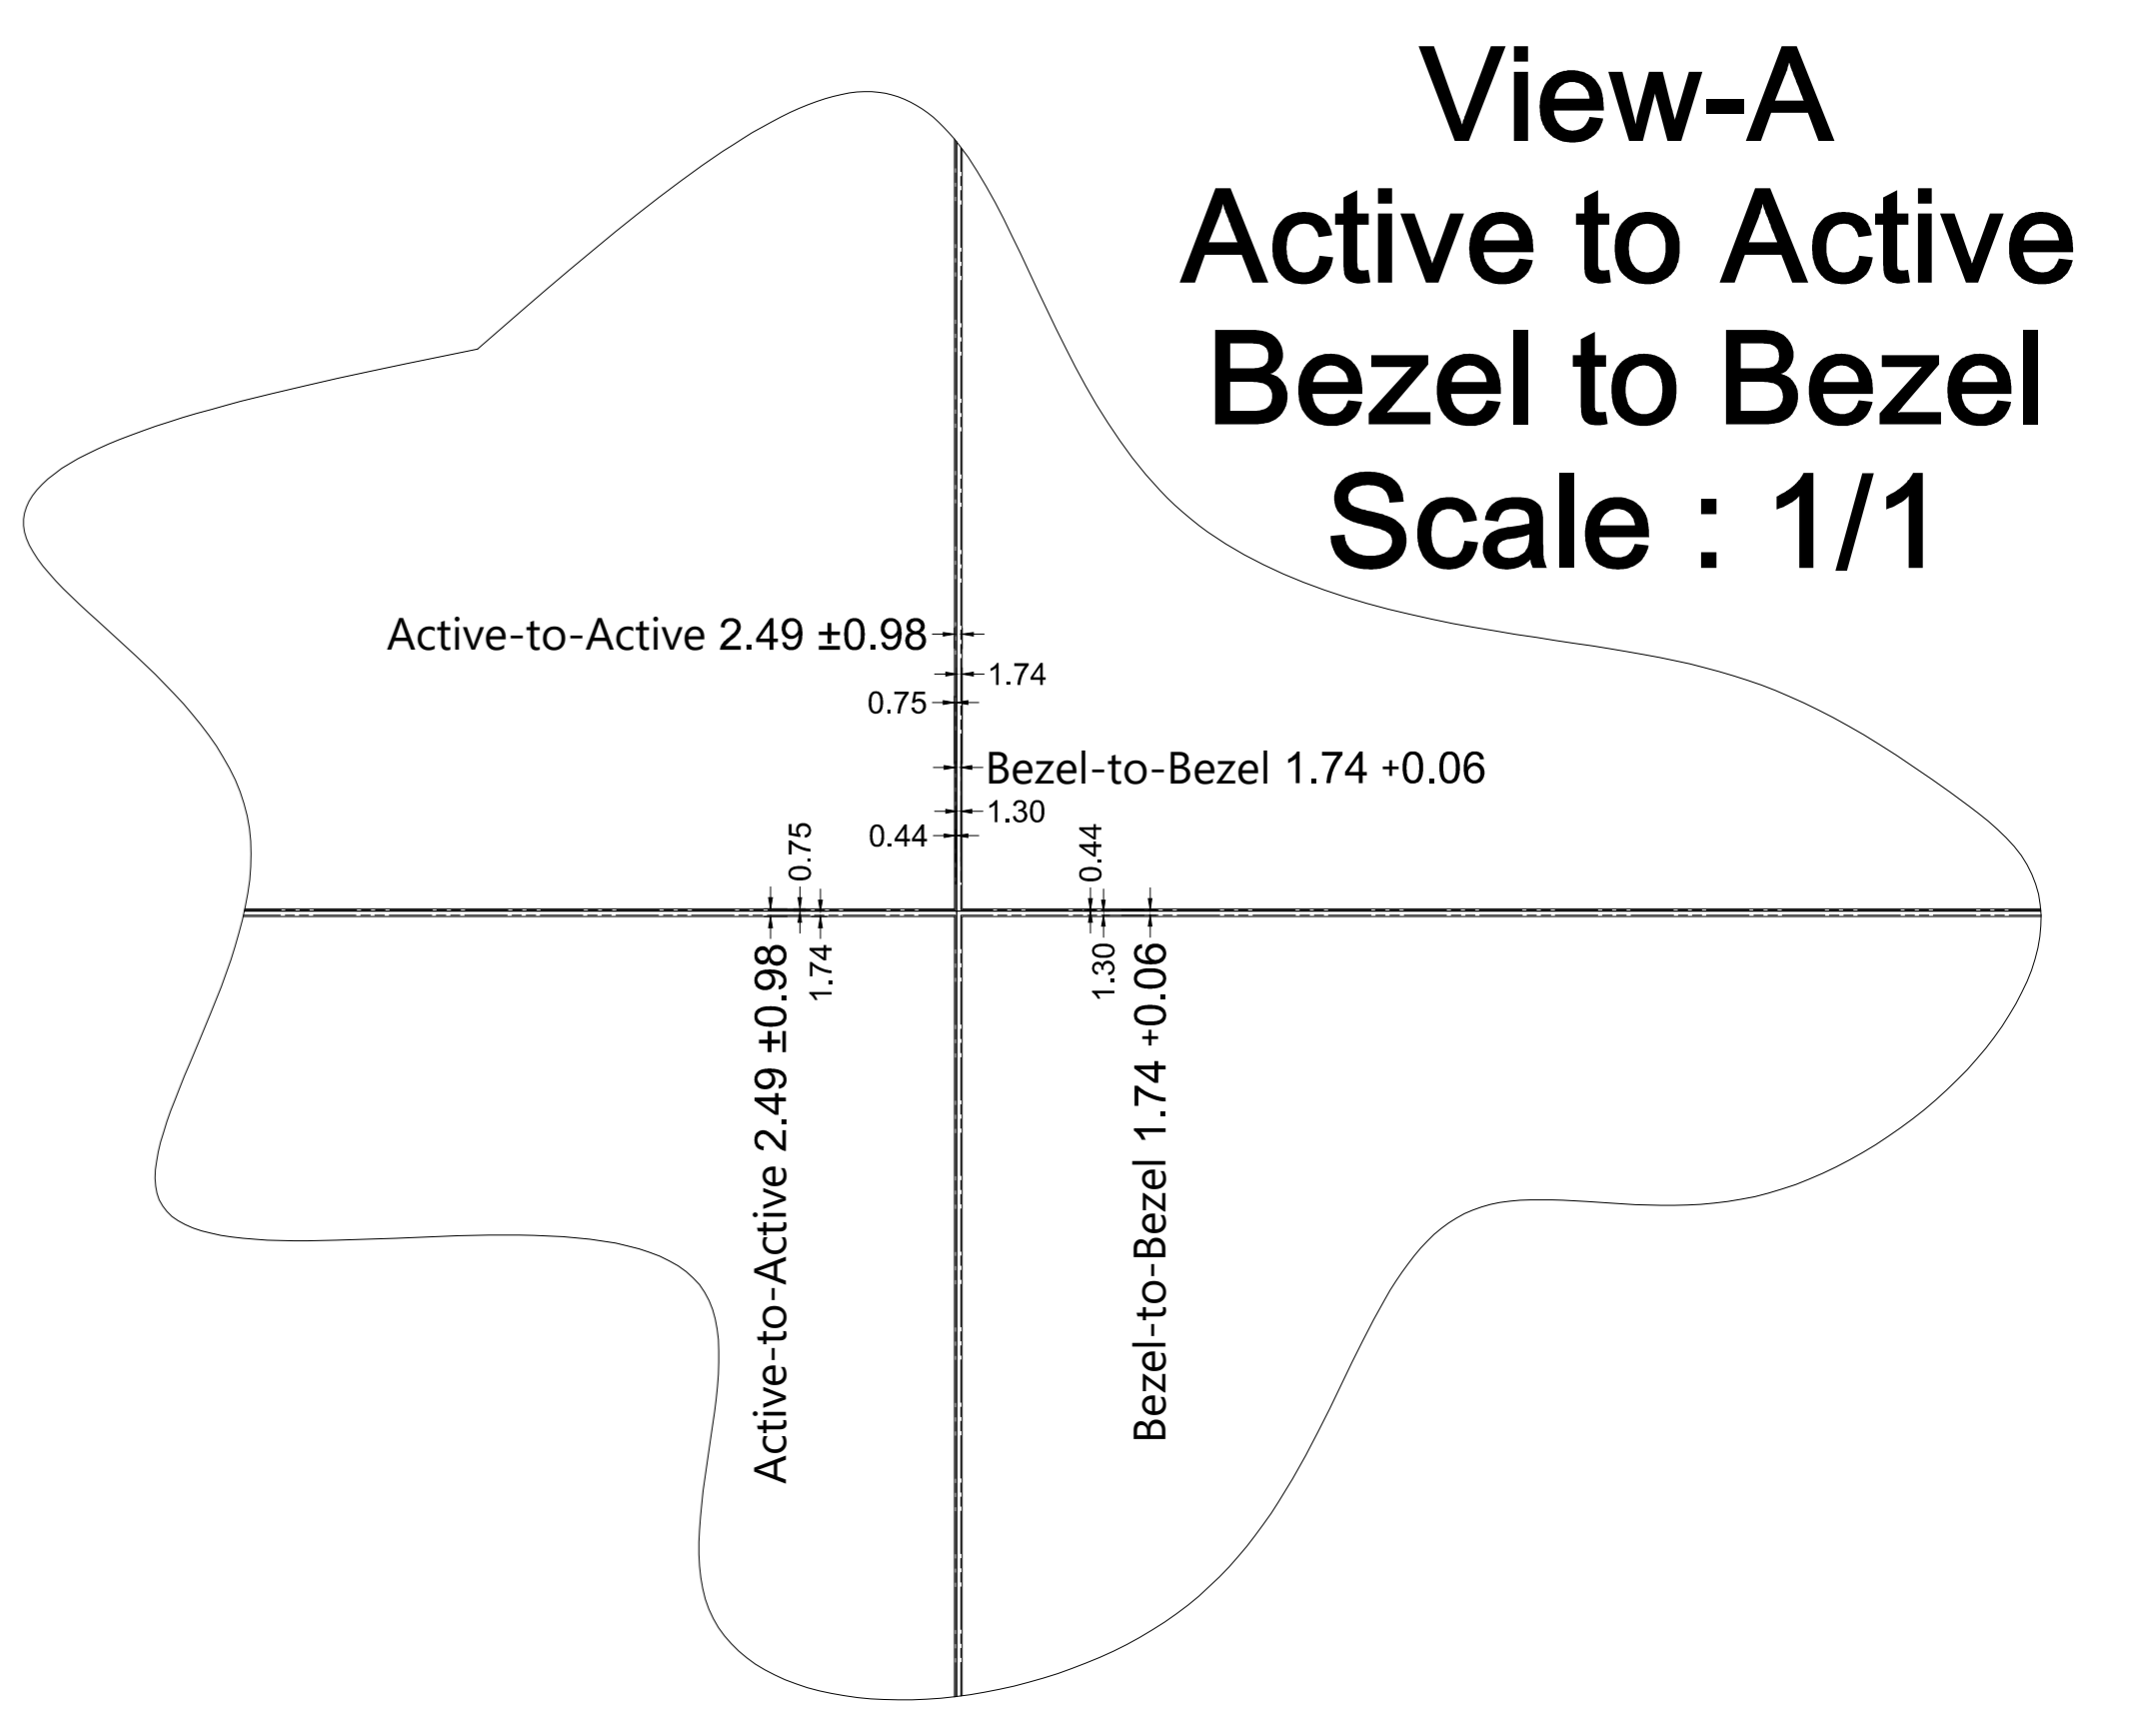 View-A
Active to Active
Bezel to Bezel
Scale : 1/1
Active-to-Active 2.49 ±0.98
1.74
0.75
Bezel-to-Bezel 1.74 +0.06
1.30
0.44
0.75
0.44
1.74
1.30
Active-to-Active 2.49 ±0.98
Bezel-to-Bezel 1.74 +0.06